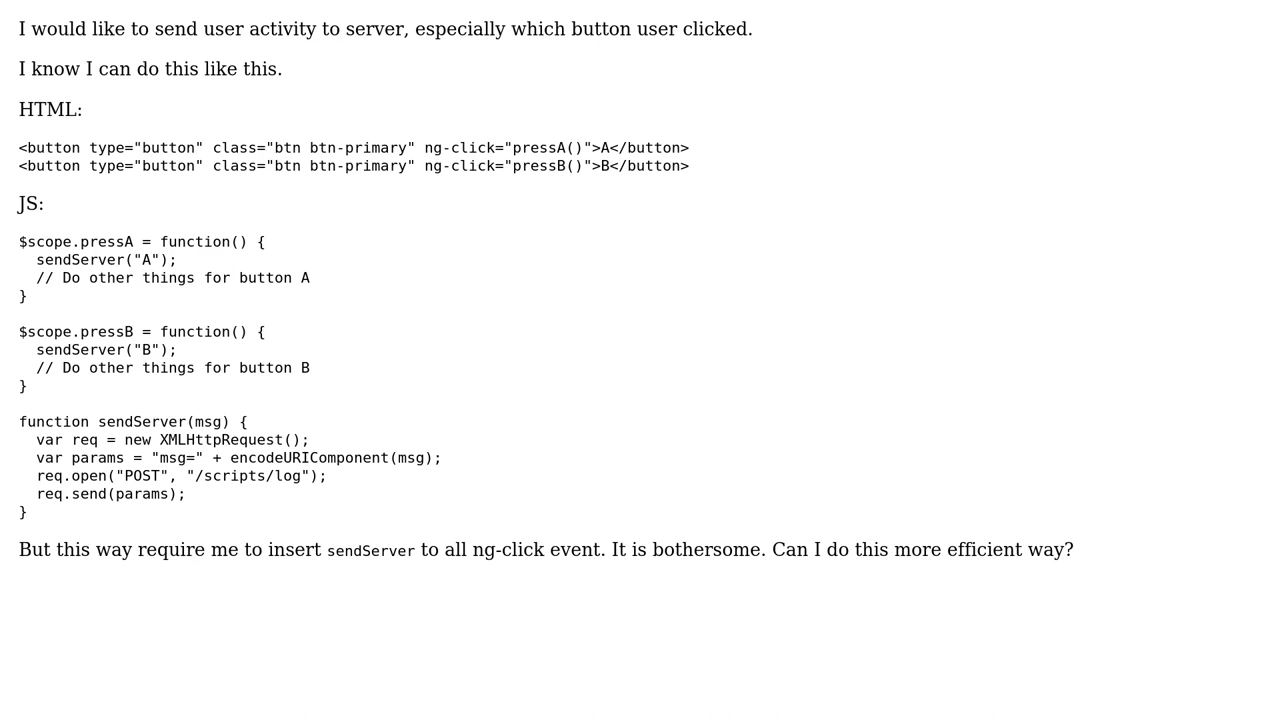 I would like to send user activity to server, especially which button user clicked.
I know I can do this like this.
HTML:
<button type="button" class="btn btn-primary" ng-click="pressA()">A</button>
<button type="button" class="btn btn-primary" ng-click="pressB()">B</button>
JS:
$scope.pressA = function() {
  sendServer("A");
  // Do other things for button A
}
$scope.pressB = function() {
  sendServer("B");
  // Do other things for button B
}
function sendServer(msg) {
  var req = new XMLHttpRequest();
  var params = "msg=" + encodeURIComponent(msg);
  req.open("POST", "/scripts/log");
  req.send(params);
}
But this way require me to insert sendServer to all ng-click event. It is bothersome. Can I do this more efficient way?